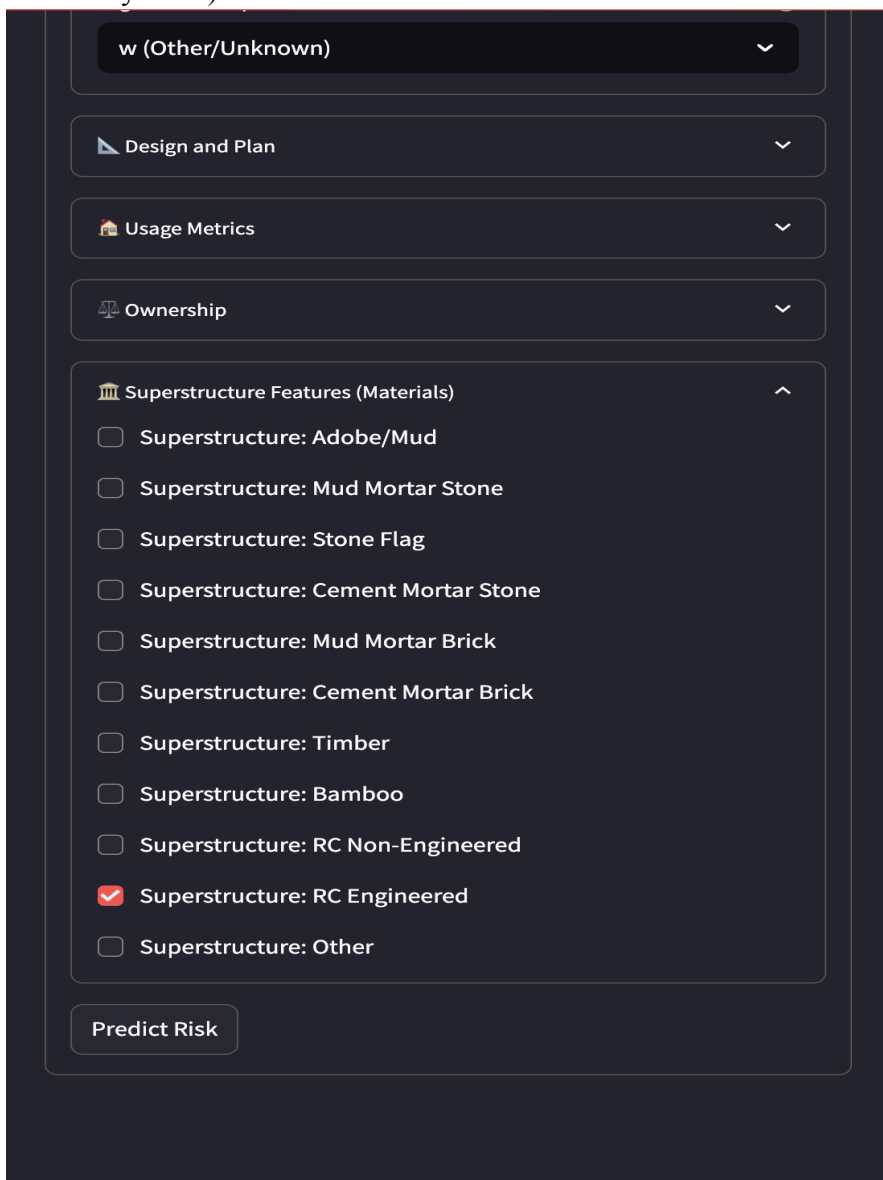 w (Other/Unknown)
Design and Plan
Usage Metrics
Ownership
Superstructure Features (Materials)
Superstructure: Adobe/Mud
Superstructure: Mud Mortar Stone
Superstructure: Stone Flag
Superstructure: Cement Mortar Stone
Superstructure: Mud Mortar Brick
Superstructure: Cement Mortar Brick
Superstructure: Timber
Superstructure: Bamboo
Superstructure: RC Non-Engineered
Superstructure: RC Engineered
Superstructure: Other
Predict Risk